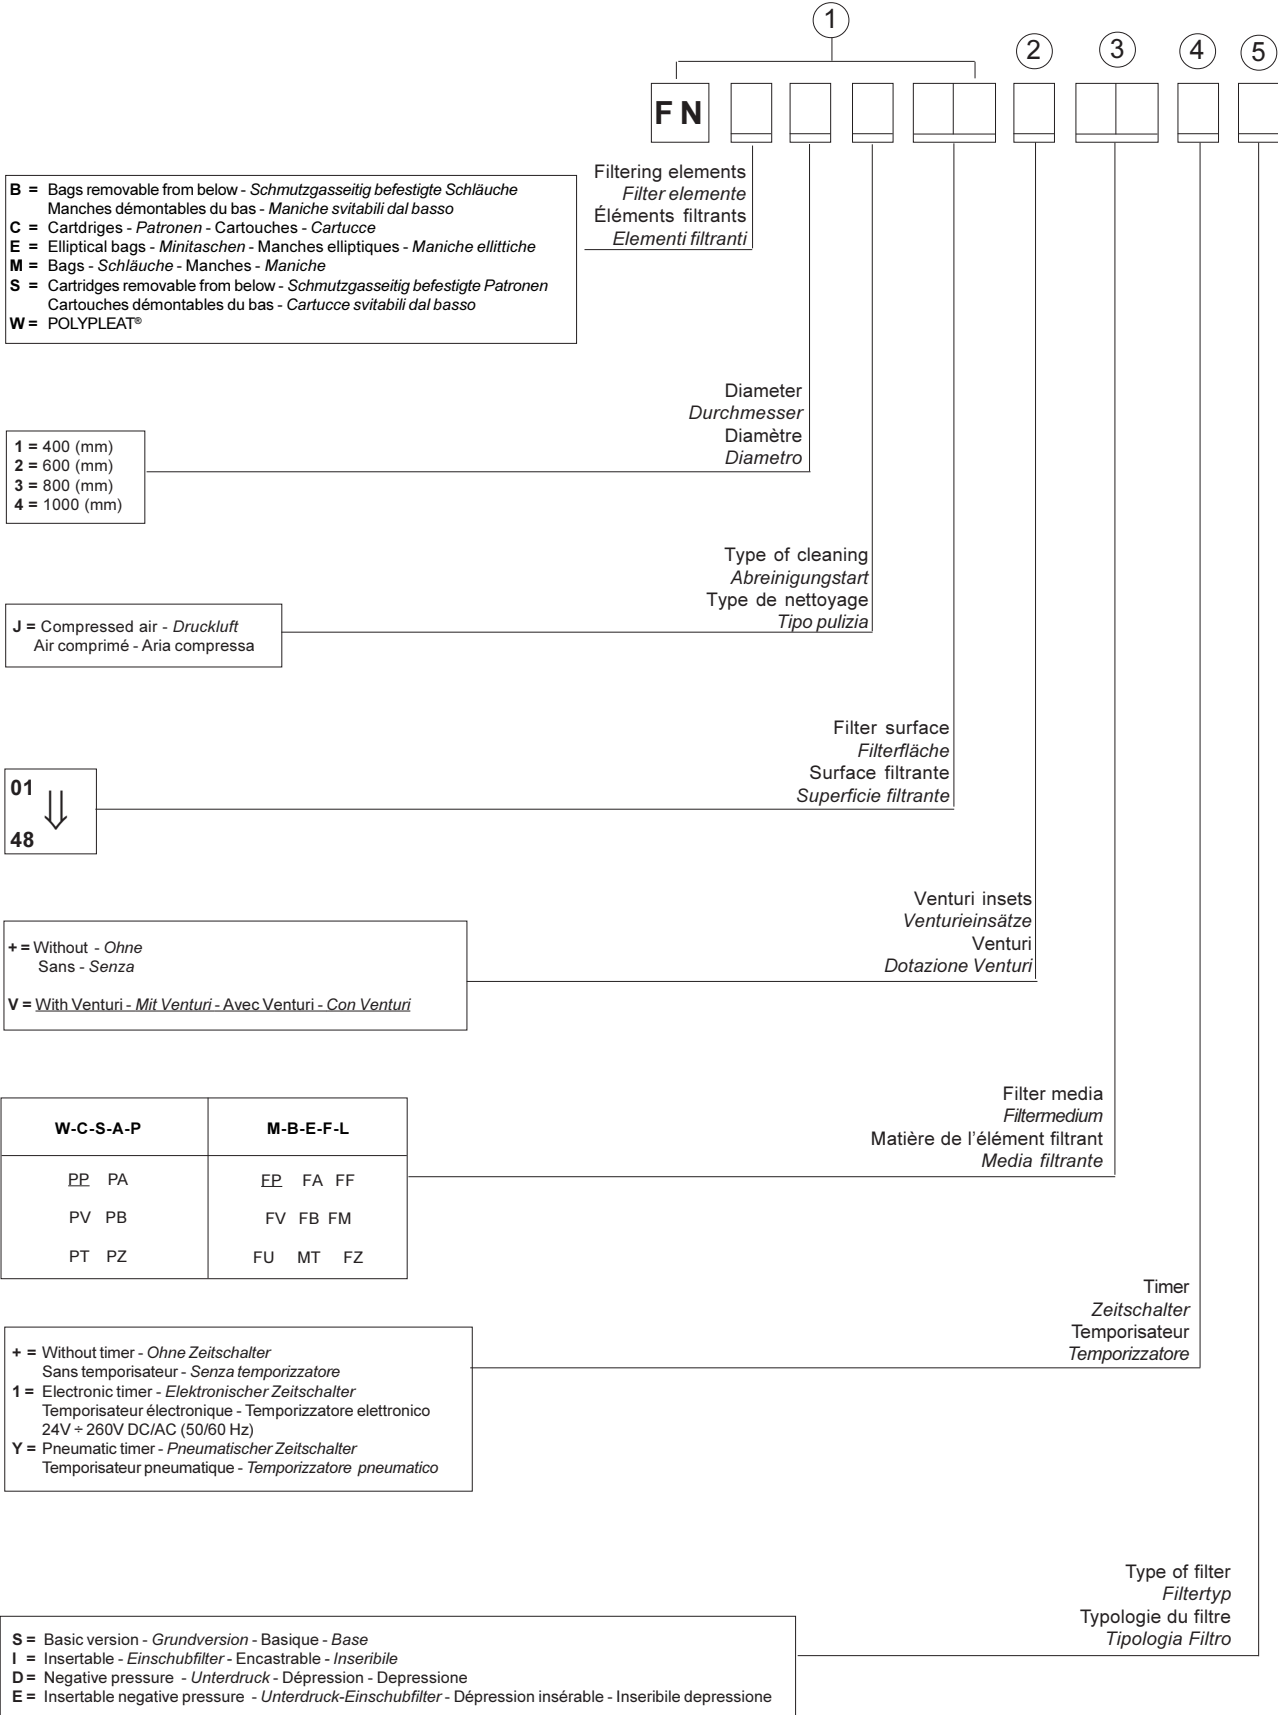 1
2 3 4 5
F N
Filtering elements
Filter elemente
Éléments filtrants
Elementi filtranti
B = Bags removable from below - Schmutzgasseitig befestigte Schläuche
Manches démontables du bas - Maniche svitabili dal basso
C = Cartdriges - Patronen - Cartouches - Cartucce
E = Elliptical bags - Minitaschen - Manches elliptiques - Maniche ellittiche
M = Bags - Schläuche - Manches - Maniche
S = Cartridges removable from below - Schmutzgasseitig befestigte Patronen
Cartouches démontables du bas - Cartucce svitabili dal basso
W = POLYPLEAT®
Diameter
Durchmesser
Diamètre
Diametro
1 = 400 (mm)
2 = 600 (mm)
3 = 800 (mm)
4 = 1000 (mm)
Type of cleaning
Abreinigungstart
Type de nettoyage
Tipo pulizia
J = Compressed air - Druckluft
Air comprimé - Aria compressa
Filter surface
Filterfläche
Surface filtrante
Superficie filtrante
01
⇓
48
Venturi insets
Venturieinsätze
Venturi
Dotazione Venturi
+ = Without - Ohne
Sans - Senza
V = With Venturi - Mit Venturi - Avec Venturi - Con Venturi
Filter media
Filtermedium
Matière de l'élément filtrant
Media filtrante
W-C-S-A-P M-B-E-F-L
PP PA FP FA FF
PV PB FV FB FM
PT PZ FU MT FZ
Timer
Zeitschalter
Temporisateur
Temporizzatore
+ = Without timer - Ohne Zeitschalter
Sans temporisateur - Senza temporizzatore
1 = Electronic timer - Elektronischer Zeitschalter
Temporisateur électronique - Temporizzatore elettronico
24V ÷ 260V DC/AC (50/60 Hz)
Y = Pneumatic timer - Pneumatischer Zeitschalter
Temporisateur pneumatique - Temporizzatore pneumatico
Type of filter
Filtertyp
Typologie du filtre
Tipologia Filtro
S = Basic version - Grundversion - Basique - Base
I = Insertable - Einschubfilter - Encastrable - Inseribile
D = Negative pressure - Unterdruck - Dépression - Depressione
E = Insertable negative pressure - Unterdruck-Einschubfilter - Dépression insérable - Inseribile depressione